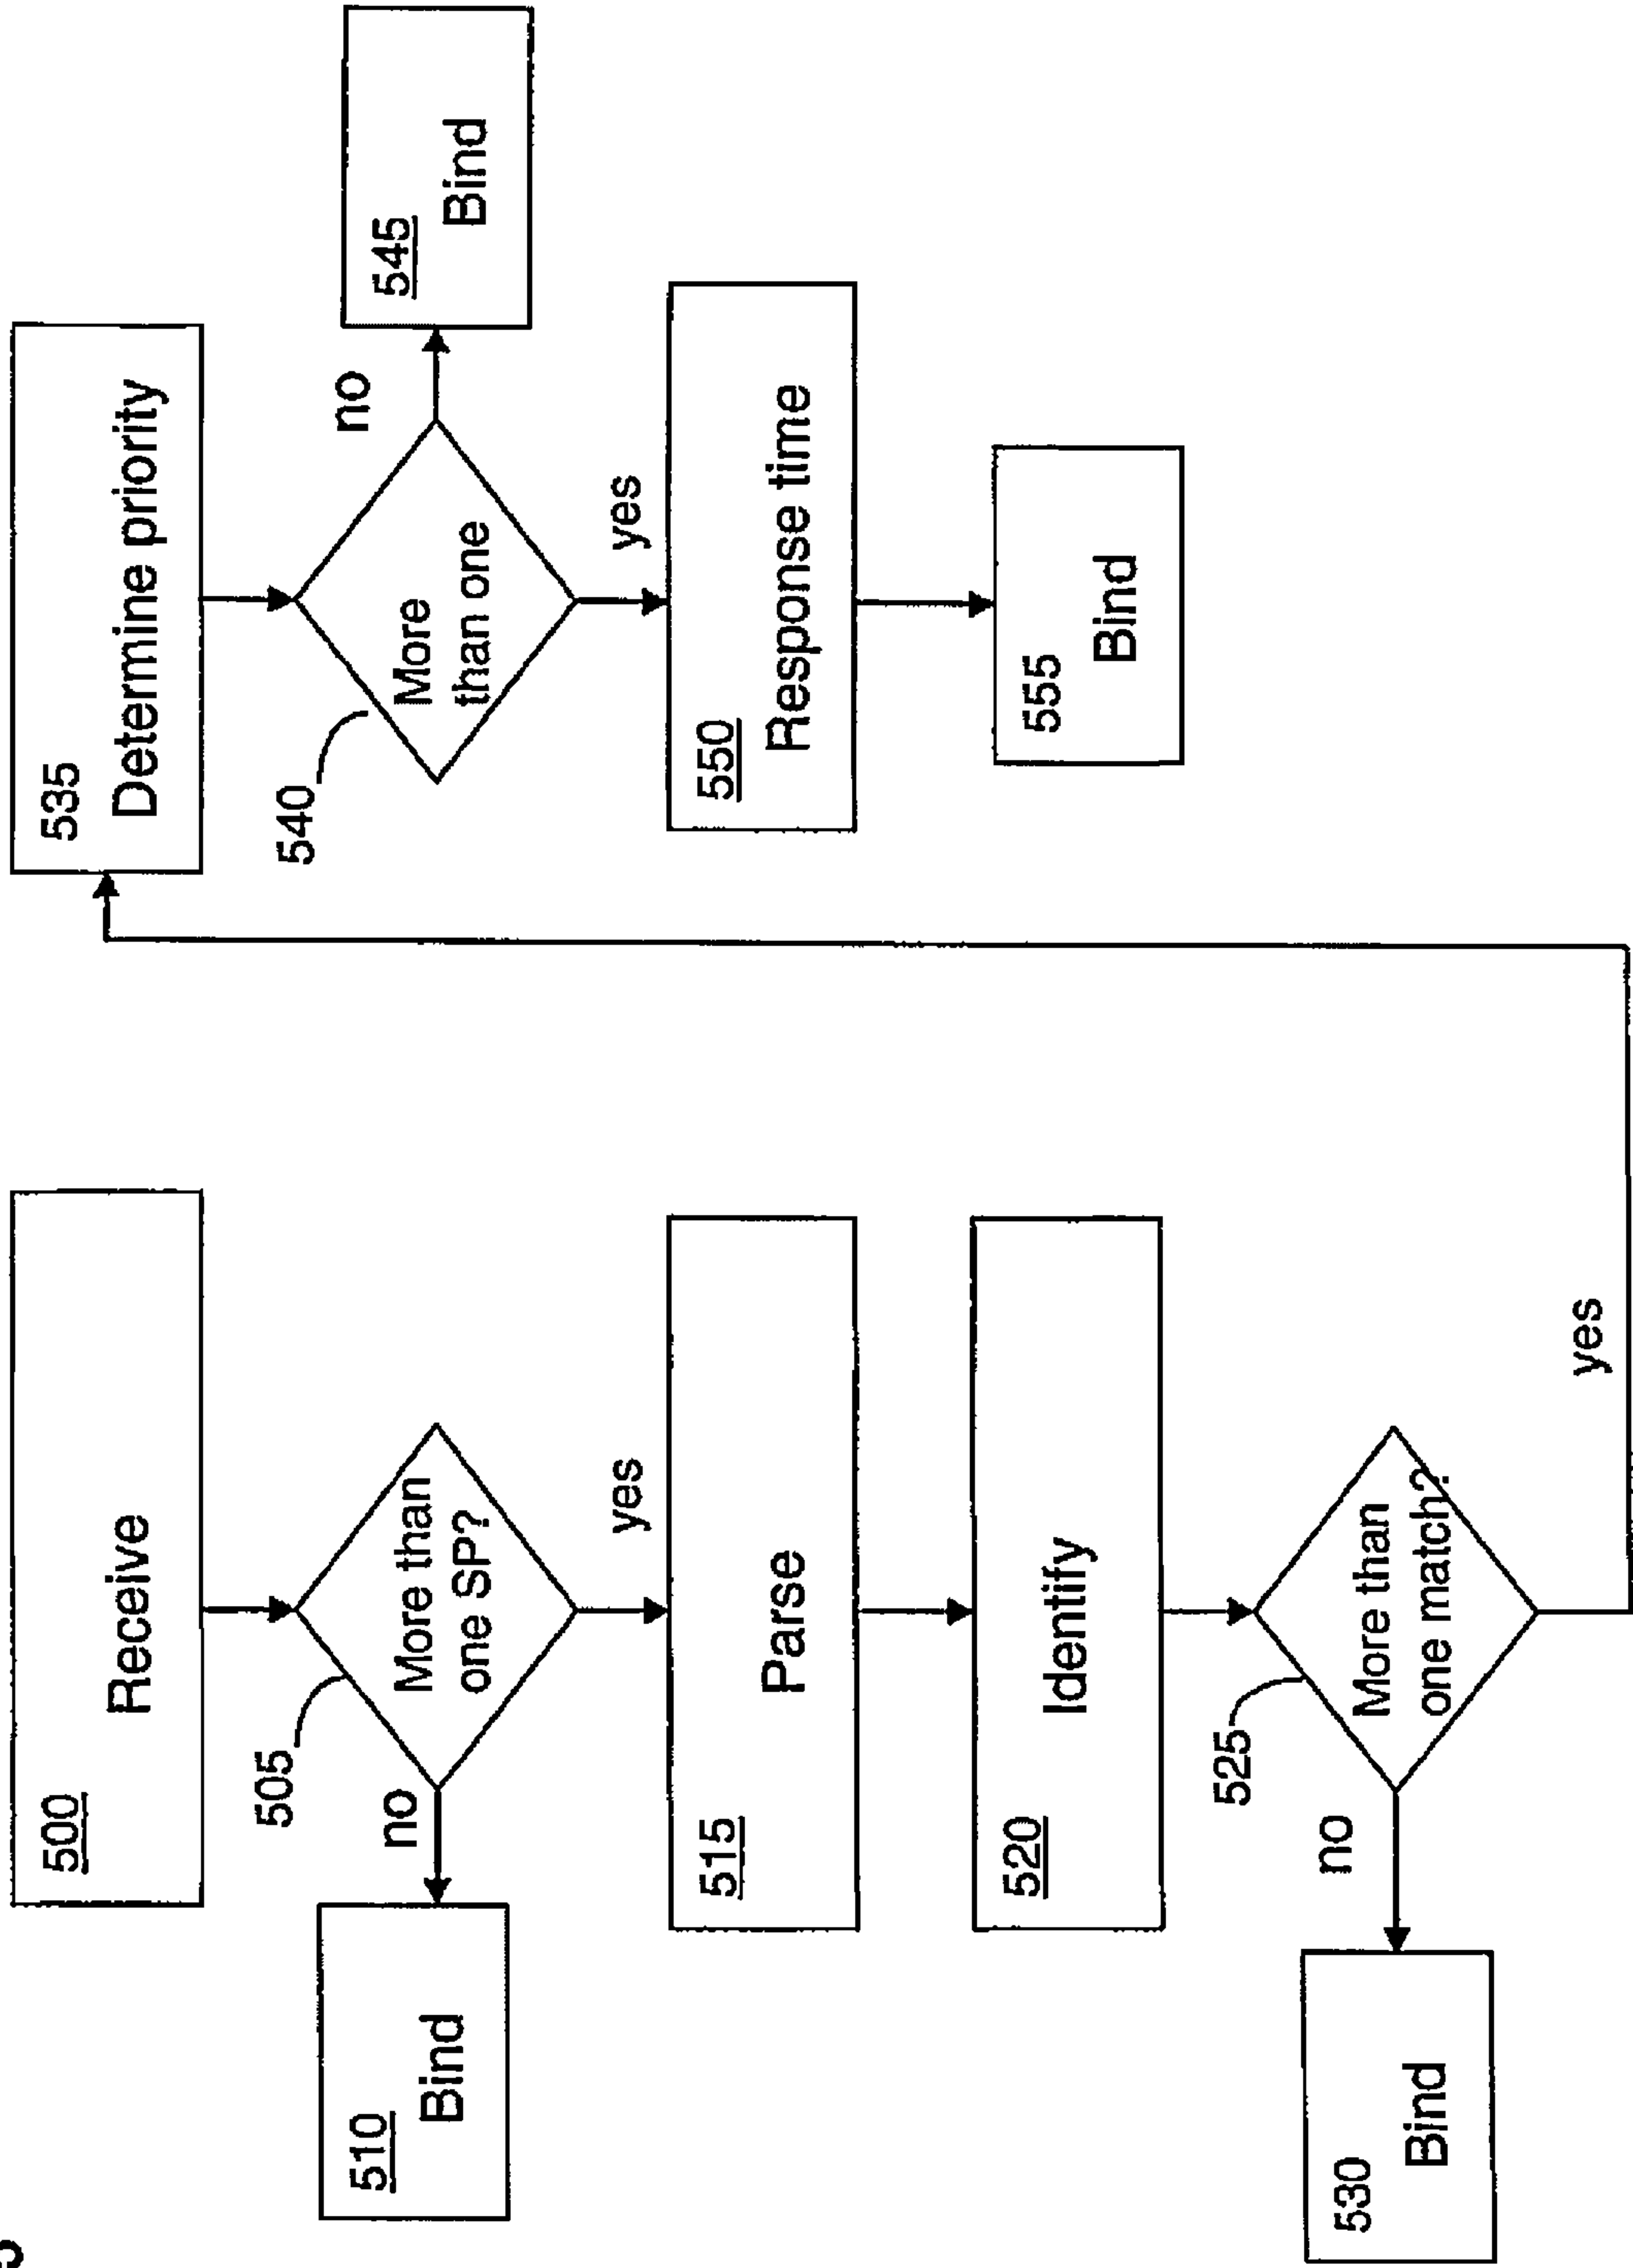 500
Receive
505
More than
one SP?
no
510
Bind
yes
515
Parse
520
Identify
525
More than
one match?
no
530
Bind
yes
535
Determine priority
540
More
than one
no
545
Bind
yes
550
Response time
555
Bind